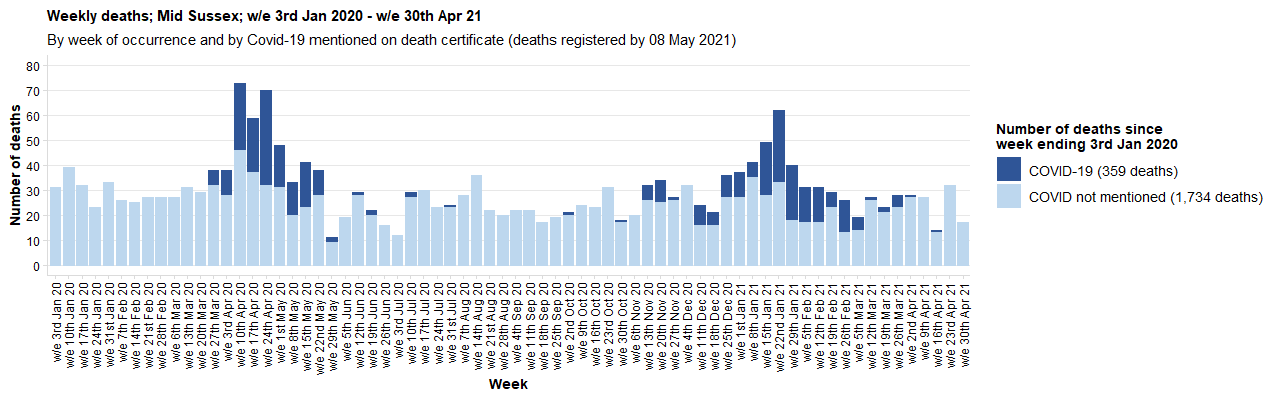 Weekly deaths; Mid Sussex; w/e 3rd Jan 2020 - w/e 30th Apr 21
By week of occurrence and by Covid-19 mentioned on death certificate (deaths registered by 08 May 2021)
Number of deaths
80
70
60
50
40
30
20
10
0
w/e 3rd Jan 20
w/e 10th Jan 20
w/e 17th Jan 20
w/e 24th Jan 20
w/e 31st Jan 20
w/e 7th Feb 20
w/e 14th Feb 20
w/e 21st Feb 20
w/e 28th Feb 20
w/e 6th Mar 20
w/e 13th Mar 20
w/e 20th Mar 20
w/e 27th Mar 20
w/e 3rd Apr 20
w/e 10th Apr 20
w/e 17th Apr 20
w/e 24th Apr 20
w/e 1st May 20
w/e 8th May 20
w/e 15th May 20
w/e 22nd May 20
w/e 29th May 20
w/e 5th Jun 20
w/e 12th Jun 20
w/e 19th Jun 20
w/e 26th Jun 20
w/e 3rd Jul 20
w/e 10th Jul 20
w/e 17th Jul 20
w/e 24th Jul 20
w/e 31st Jul 20
w/e 7th Aug 20
w/e 14th Aug 20
w/e 21st Aug 20
w/e 28th Aug 20
w/e 4th Sep 20
w/e 11th Sep 20
w/e 18th Sep 20
w/e 25th Sep 20
w/e 2nd Oct 20
w/e 9th Oct 20
w/e 16th Oct 20
w/e 23rd Oct 20
w/e 30th Oct 20
w/e 6th Nov 20
w/e 13th Nov 20
w/e 20th Nov 20
w/e 27th Nov 20
w/e 4th Dec 20
w/e 11th Dec 20
w/e 18th Dec 20
w/e 25th Dec 20
w/e 1st Jan 21
w/e 8th Jan 21
w/e 15th Jan 21
w/e 22nd Jan 21
w/e 29th Jan 21
w/e 5th Feb 21
w/e 12th Feb 21
w/e 19th Feb 21
w/e 26th Feb 21
w/e 5th Mar 21
w/e 12th Mar 21
w/e 19th Mar 21
w/e 26th Mar 21
w/e 2nd Apr 21
w/e 9th Apr 21
w/e 16th Apr 21
w/e 23rd Apr 21
w/e 30th Apr 21
Week
Number of deaths since
week ending 3rd Jan 2020
COVID-19 (359 deaths)
COVID not mentioned (1,734 deaths)